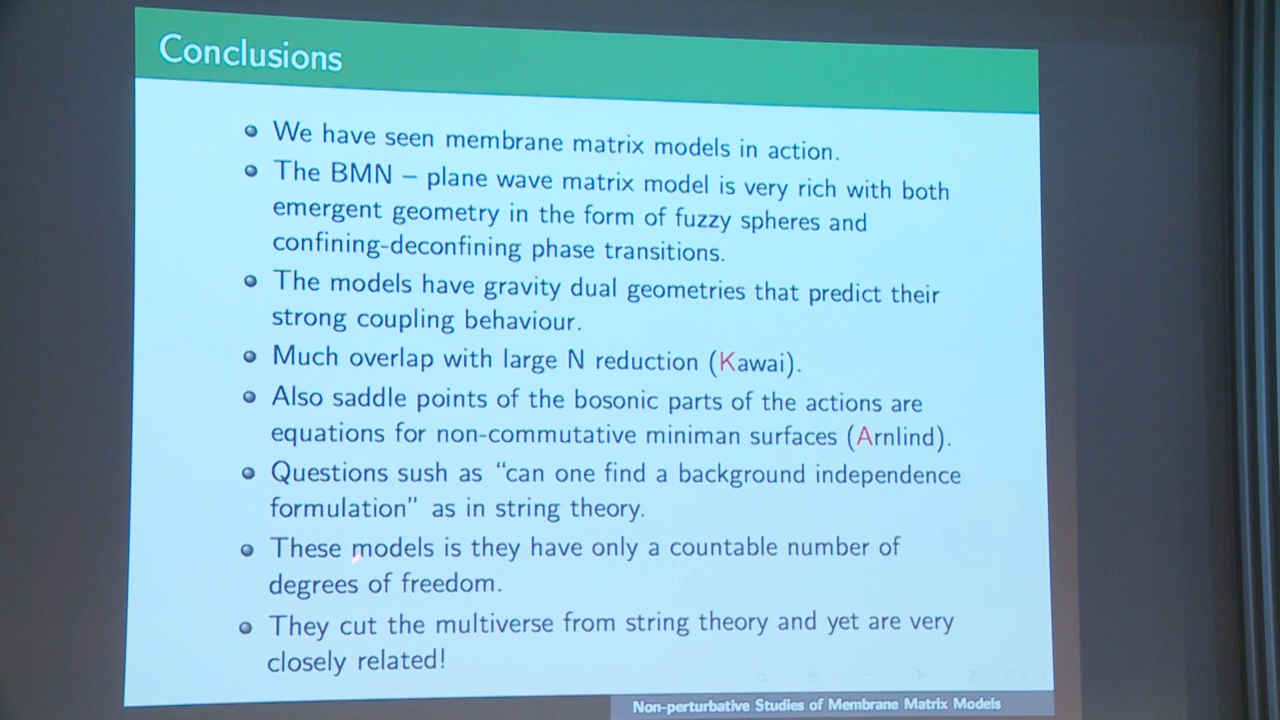 Conclusions
We have seen membrane matrix models in action.
The BMN – plane wave matrix model is very rich with both
emergent geometry in the form of fuzzy spheres and
confining-deconfining phase transitions.
The models have gravity dual geometries that predict their
strong coupling behaviour.
Much overlap with large N reduction (Kawai).
Also saddle points of the bosonic parts of the actions are
equations for non-commutative miniman surfaces (Arnlind).
Questions sush as “can one find a background independence
formulation” as in string theory.
These models is they have only a countable number of
degrees of freedom.
They cut the multiverse from string theory and yet are very
closely related!
Non-perturbative Studies of Membrane Matrix Models